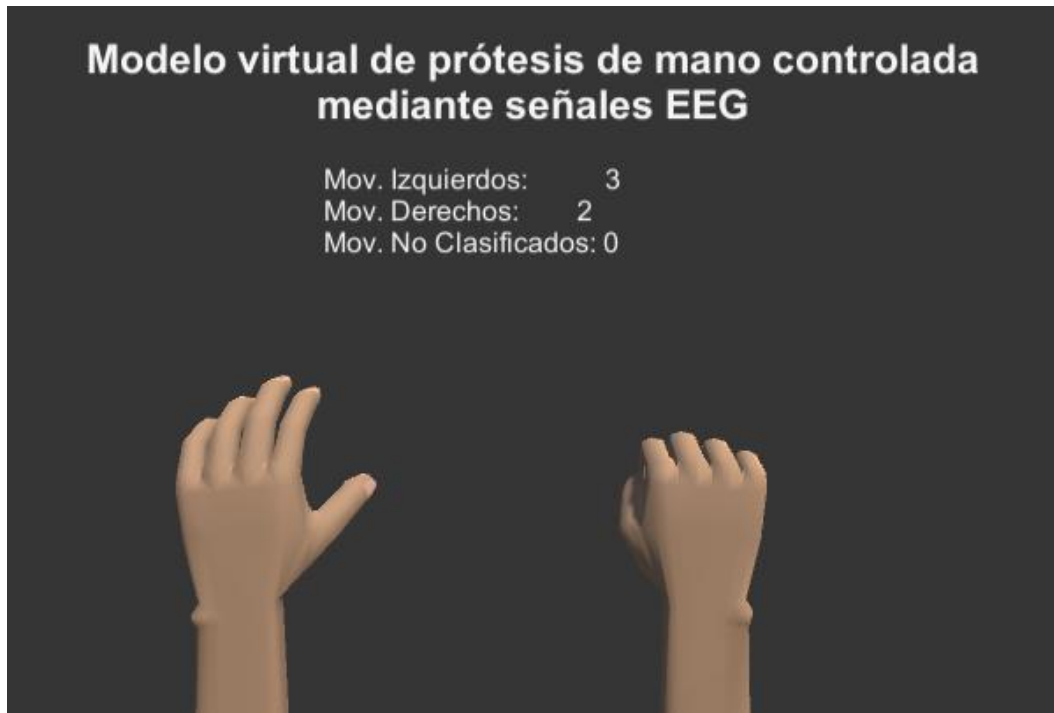 Modelo virtual de prótesis de mano controlada
mediante señales EEG
Mov. Izquierdos: 3
Mov. Derechos: 2
Mov. No Clasificados: 0